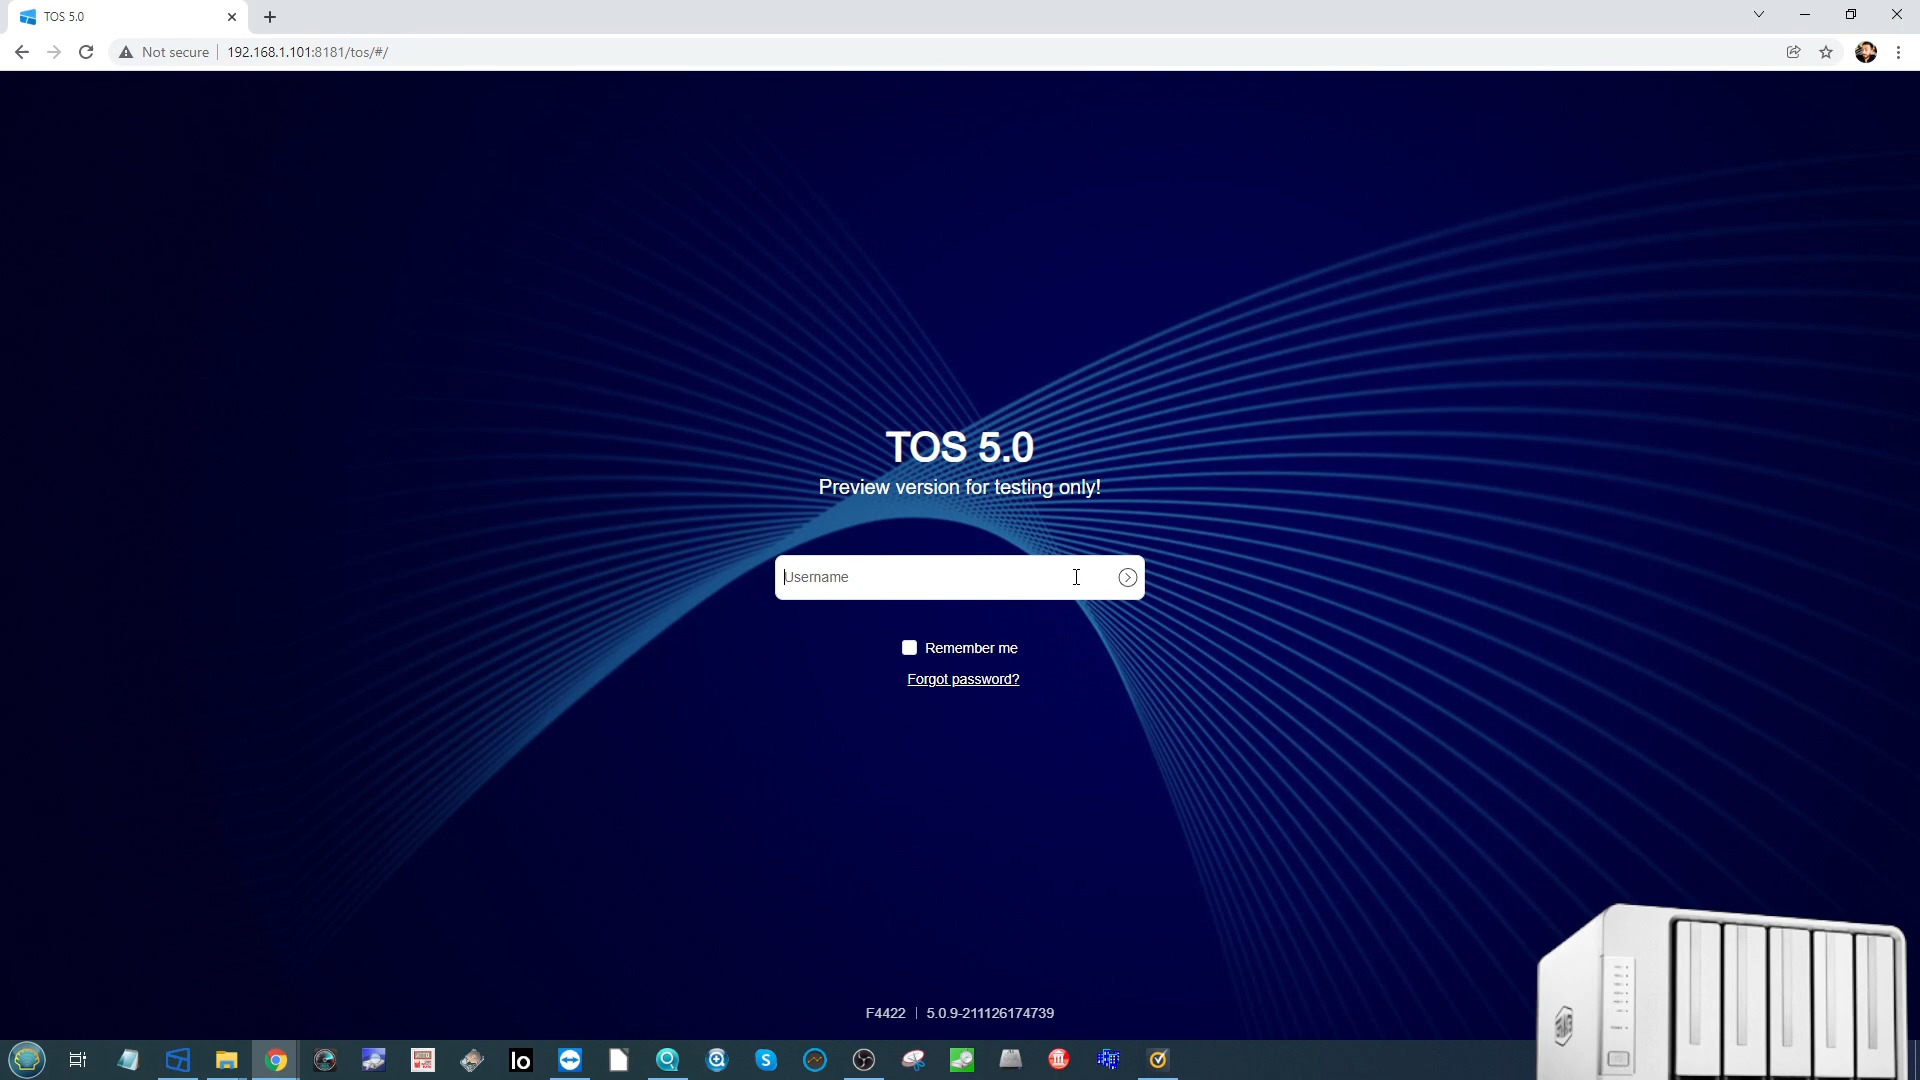 TOS 5.0
Not secure
192.168.1.101:8181/tos/#/
TOS 5.0
Preview version for testing only!
Username
Remember me
Forgot password?
F4422 | 5.0.9-211126174739
Io